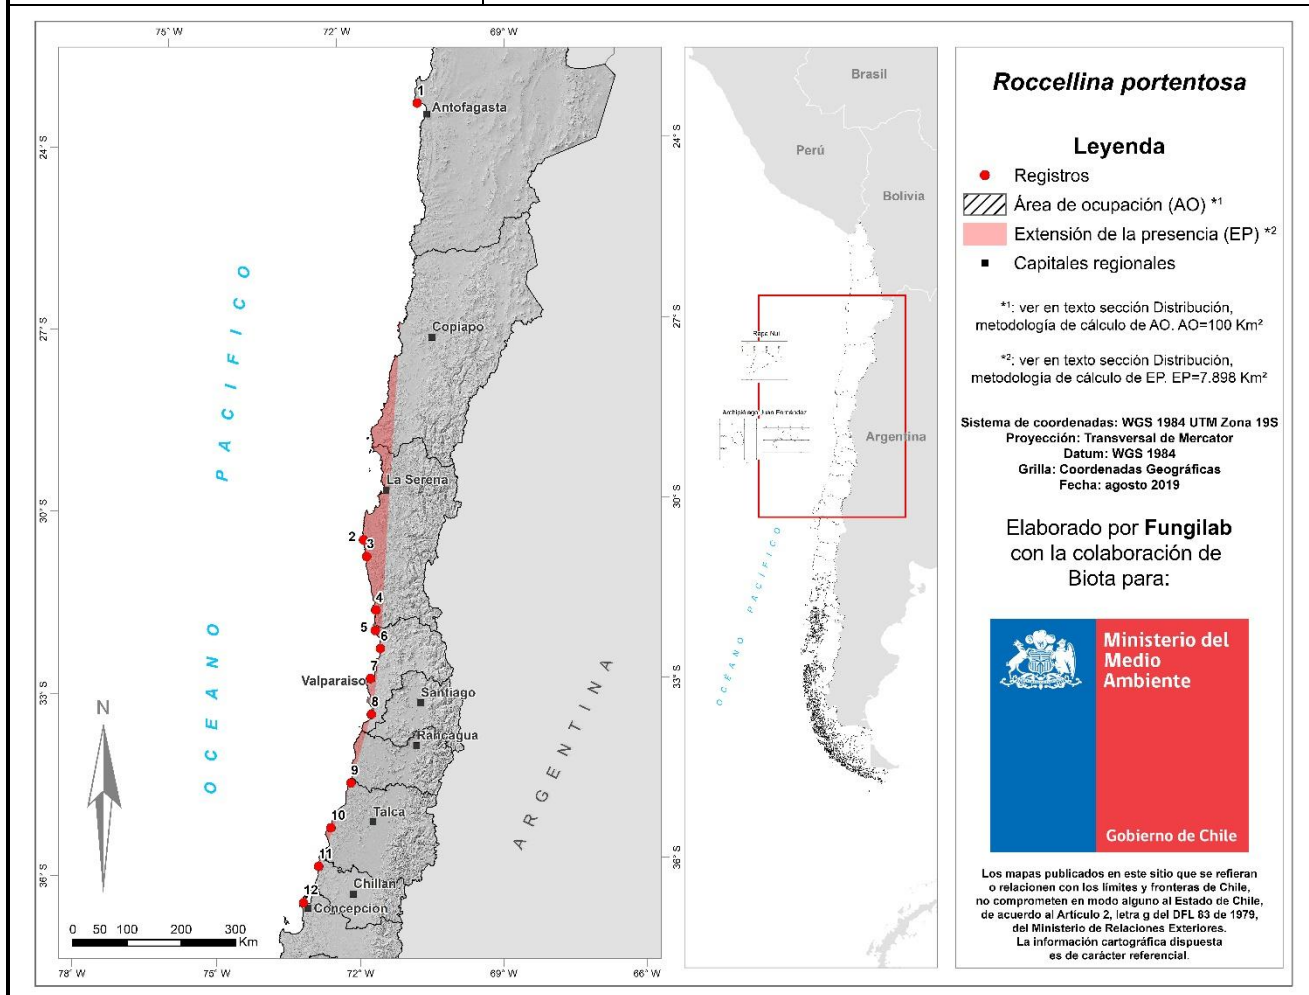 75° W
72° W
69° W
24° S
27° S
30° S
33° S
36° S
1
Antofagasta
Copiapo
La Serena
2
3
4
5
6
7
Valparaiso
8
Santiago
Rancagua
9
10
Talca
11
Chillan
12
Concepcion
OCEANO PACIFICO
ARGENTINA
N
0 50 100 200 300
Km
78° W
75° W
72° W
69° W
66° W
Brasil
Perú
Bolivia
Rapa Nui
Archipiélago Juan Fernández
Argentina
OCÉANO PACIFICO
24° S
27° S
30° S
33° S
36° S
Roccellina portentosa
Leyenda
Registros
Área de ocupación (AO) *¹
Extensión de la presencia (EP) *²
Capitales regionales
*¹: ver en texto sección Distribución,
metodología de cálculo de AO. AO=100 Km²
*²: ver en texto sección Distribución,
metodología de cálculo de EP. EP=7.898 Km²
Sistema de coordenadas: WGS 1984 UTM Zona 19S
Proyección: Transversal de Mercator
Datum: WGS 1984
Grilla: Coordenadas Geográficas
Fecha: agosto 2019
Elaborado por Fungilab
con la colaboración de
Biota para:
Ministerio del
Medio
Ambiente
Gobierno de Chile
Los mapas publicados en este sitio que se refieran
o relacionen con los límites y fronteras de Chile,
no comprometen en modo alguno al Estado de Chile,
de acuerdo al Artículo 2, letra g del DFL 83 de 1979,
del Ministerio de Relaciones Exteriores.
La información cartográfica dispuesta
es de carácter referencial.